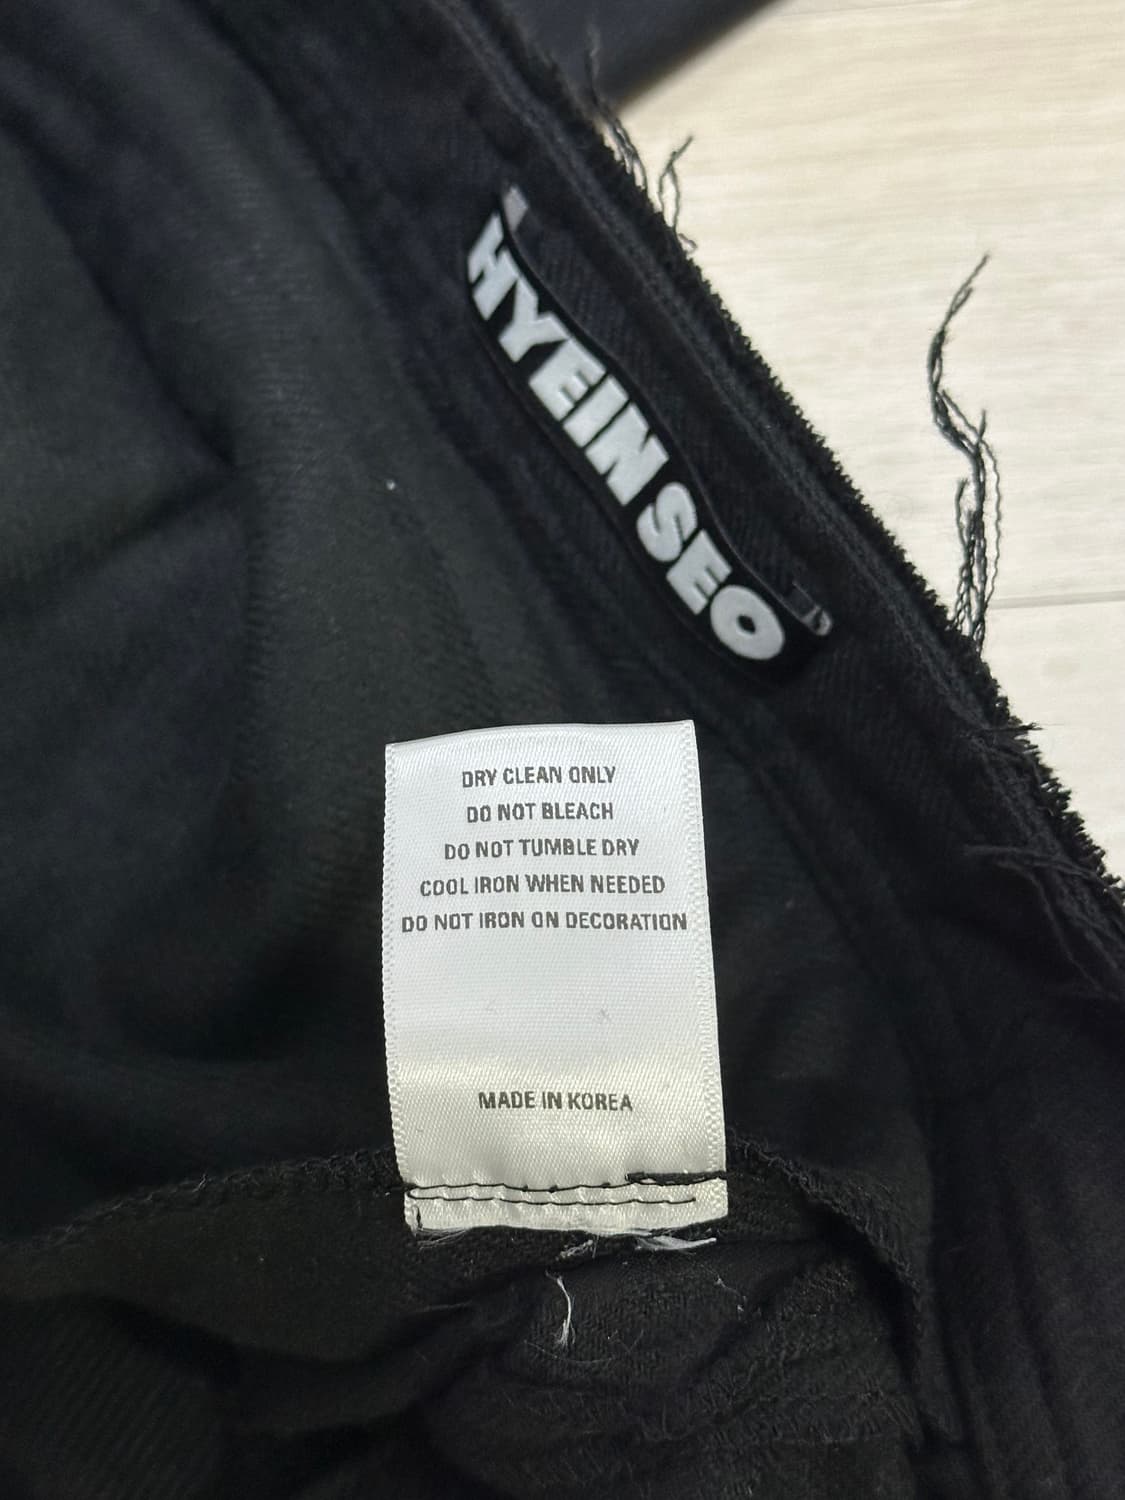 HYEIN SEO
DRY CLEAN ONLY
DO NOT BLEACH
DO NOT TUMBLE DRY
COOL IRON WHEN NEEDED
DO NOT IRON ON DECORATION
MADE IN KOREA